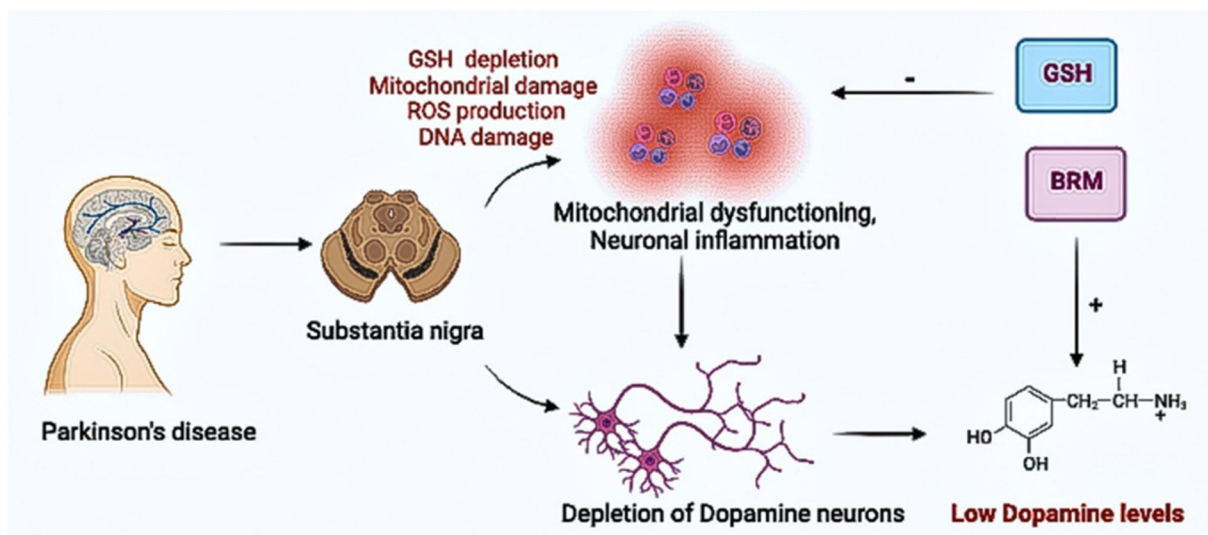 GSH depletion
Mitochondrial damage
ROS production
DNA damage
-
GSH
BRM
Mitochondrial dysfunctioning,
Neuronal inflammation
+
Substantia nigra
Parkinson's disease
H
CH₂-CH-NH₃
+
HO
OH
Depletion of Dopamine neurons
Low Dopamine levels